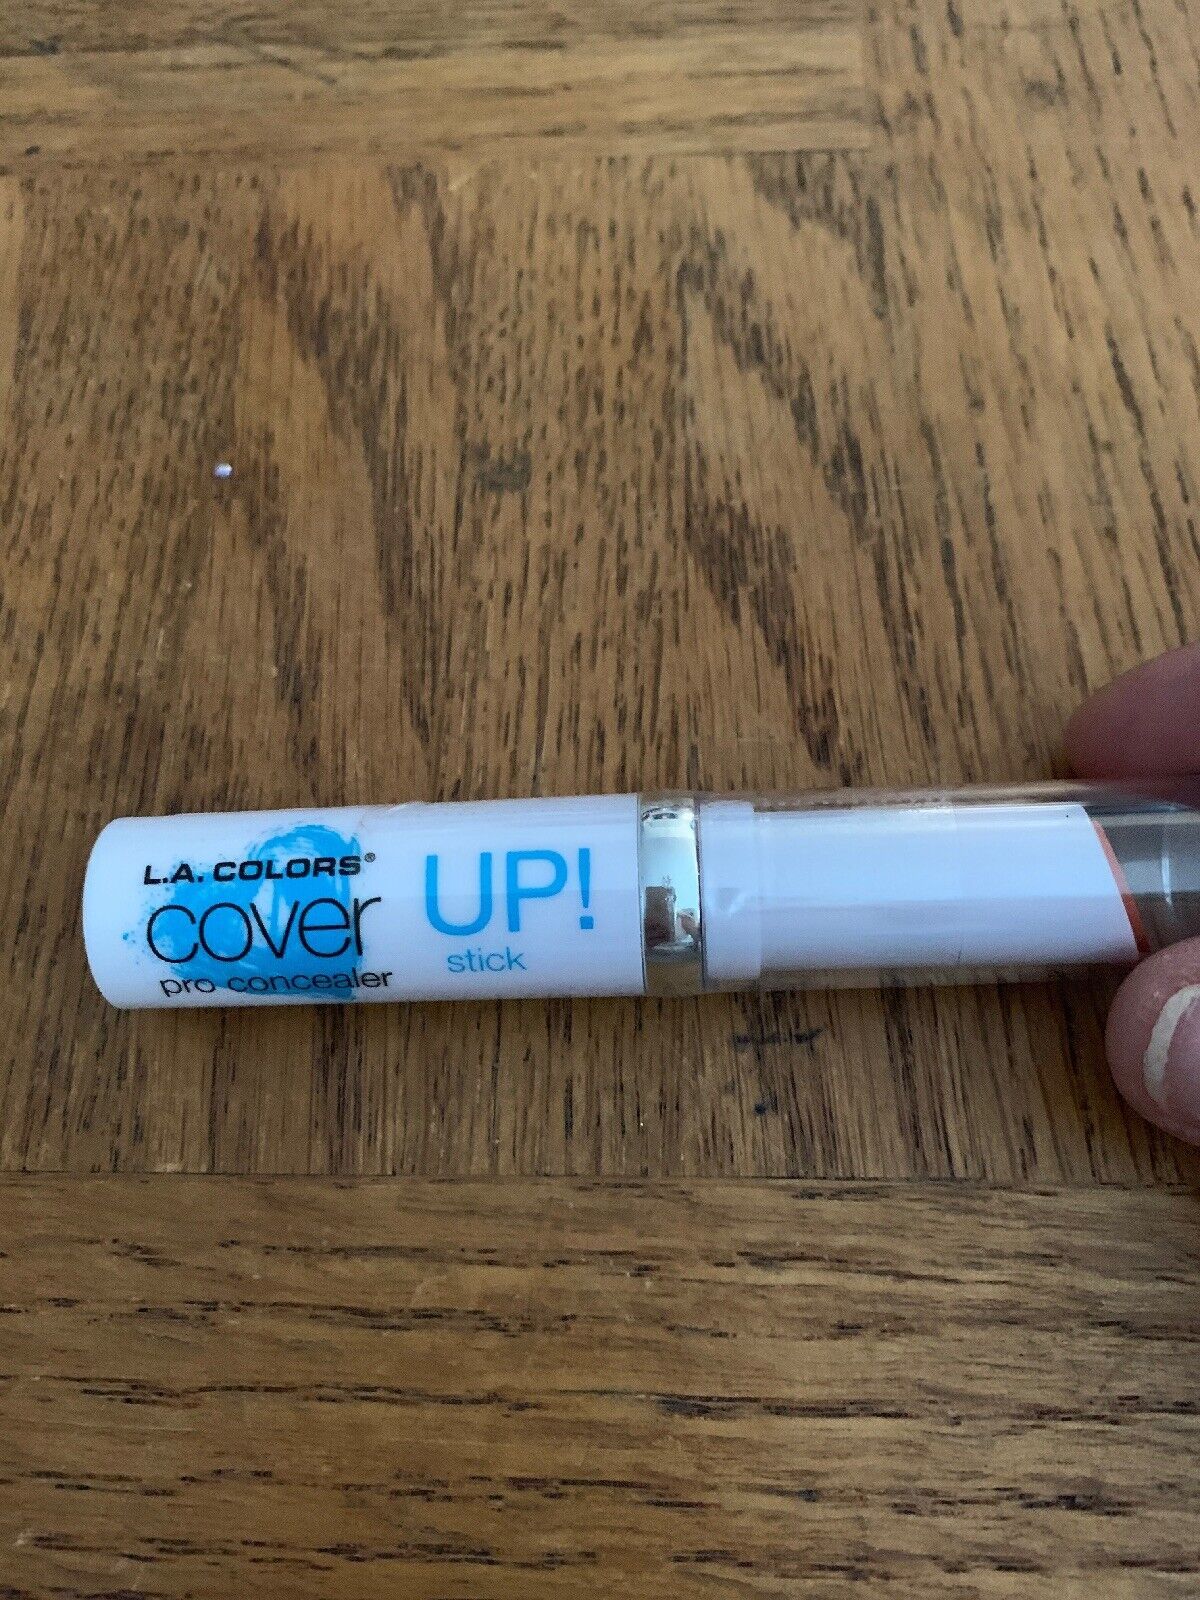 L.A. COLORS®
cover UP!
pro concealer stick